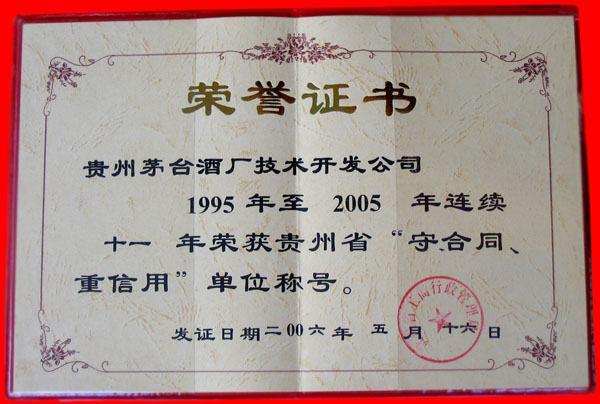 荣誉证书
贵州茅台酒厂技术开发公司
1995 年至 2005 年连续
十一 年荣获贵州省“守合同、
重信用”单位称号。
发证日期二00六年 五 月 十六日